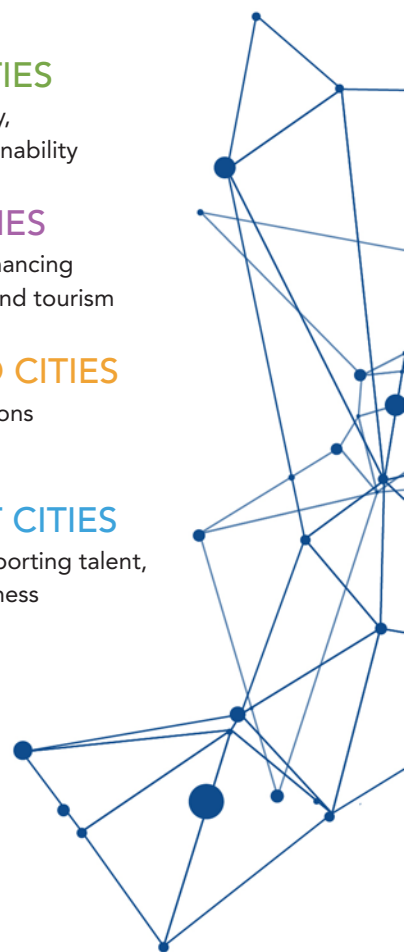 TIES
y,
nability
IES
nancing
nd tourism
D CITIES
ons
T CITIES
porting talent,
ness